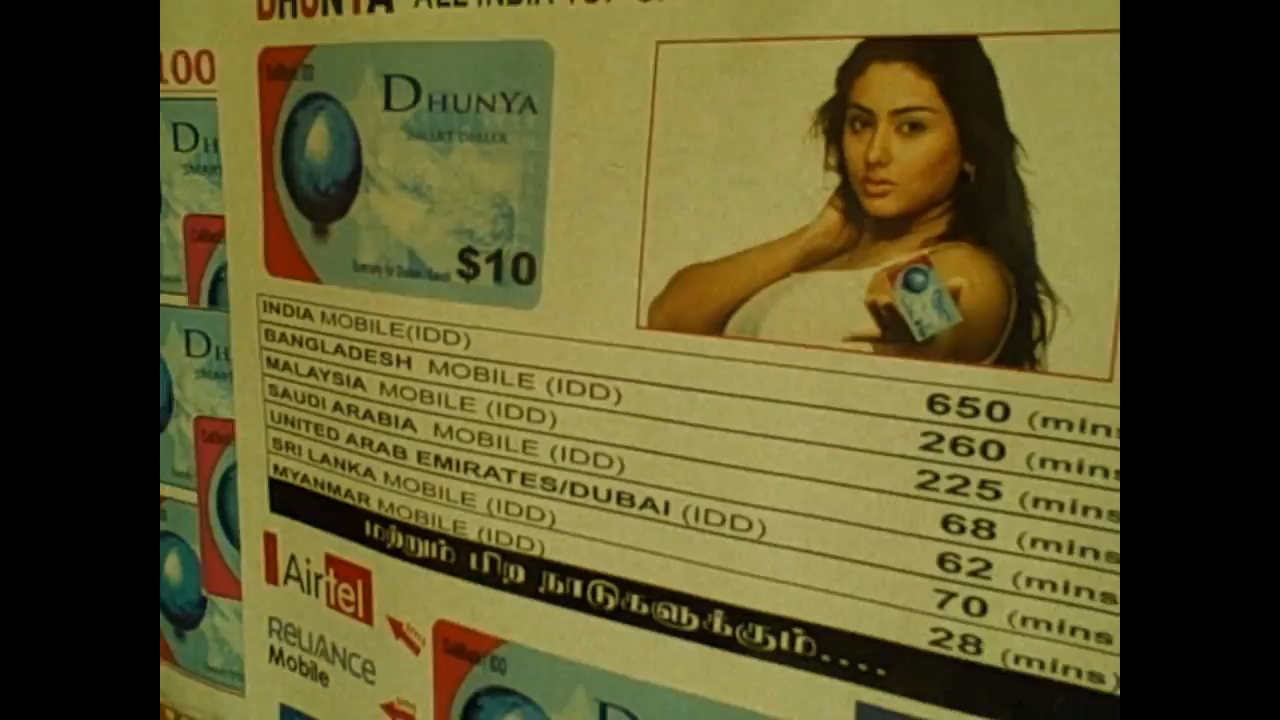 DHUNYA ALL INDIA
100
DHUNYA
SMART DIALER
$10
INDIA MOBILE(IDD) 650 (mins
BANGLADESH MOBILE (IDD) 260 (mins
MALAYSIA MOBILE (IDD) 225 (mins
SAUDI ARABIA MOBILE (IDD) 68 (mins
UNITED ARAB EMIRATES/DUBAI (IDD) 62 (mins
SRI LANKA MOBILE (IDD) 70 (mins
MYANMAR MOBILE (IDD) 28 (mins)
மற்றும் பிற நாடுகளுக்கும்....
Airtel
RELIANCE
Mobile